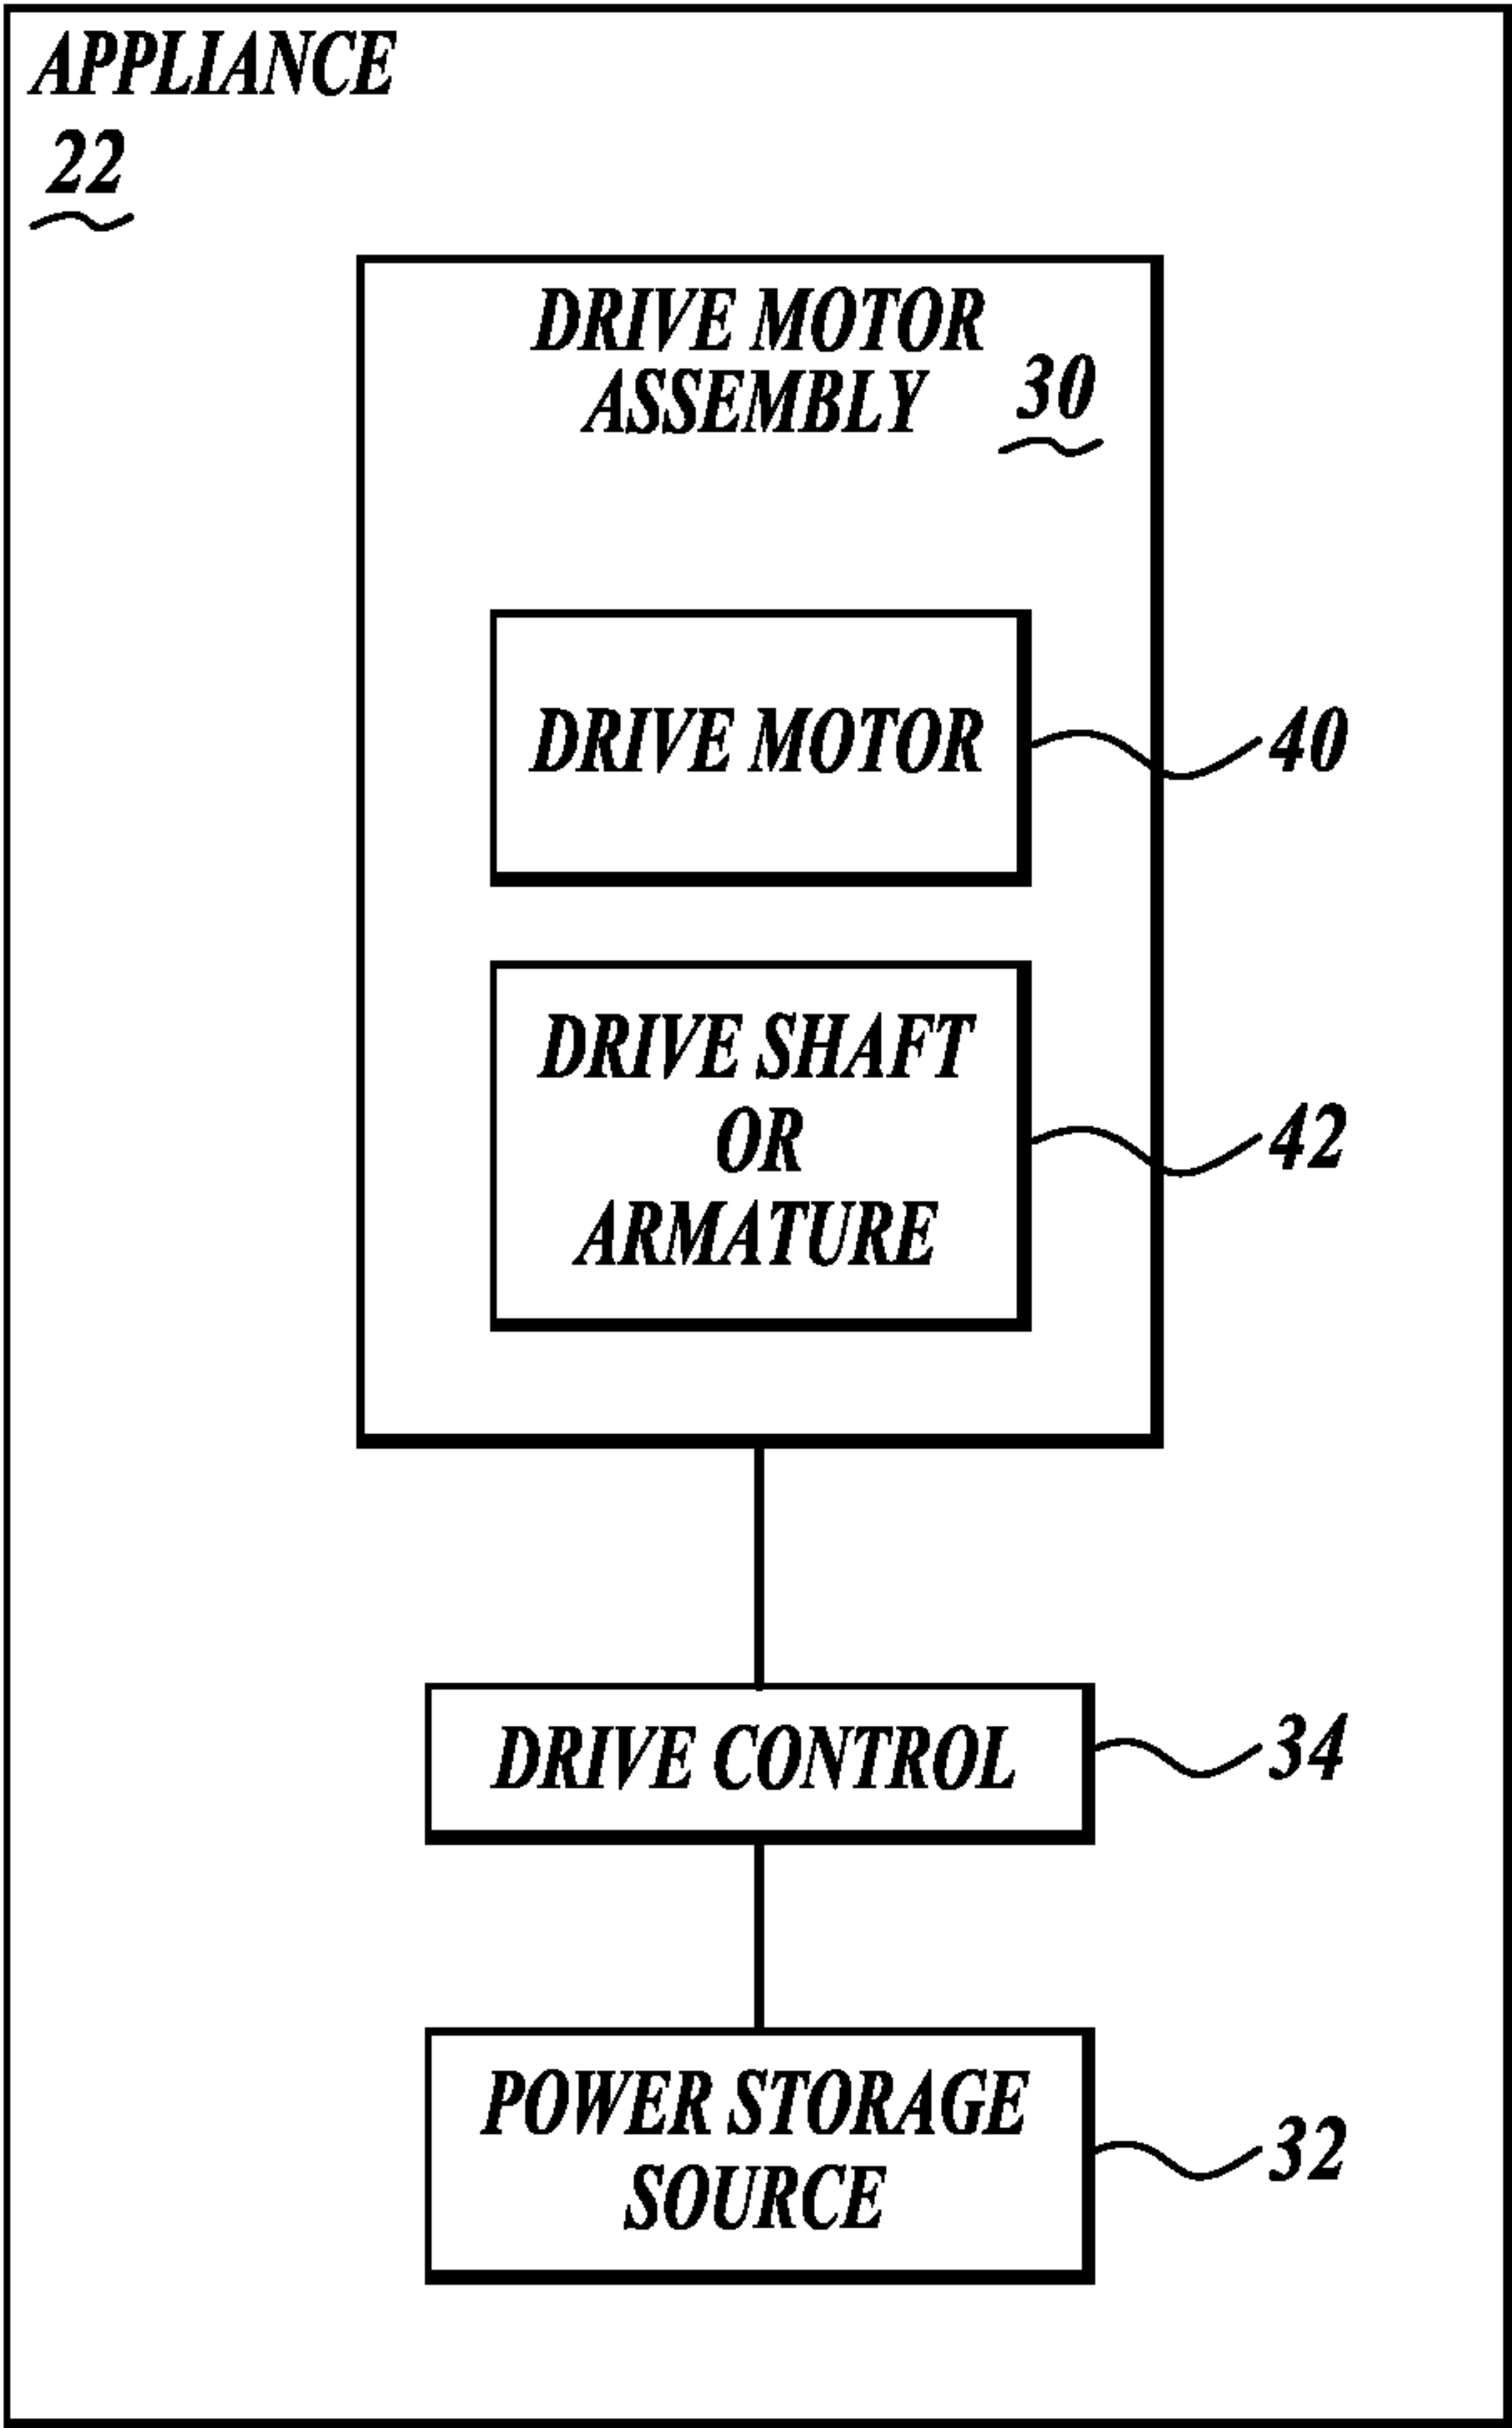 APPLIANCE
22
DRIVE MOTOR
ASSEMBLY
30
DRIVE MOTOR
40
DRIVE SHAFT
OR
ARMATURE
42
DRIVE CONTROL
34
POWER STORAGE
SOURCE
32